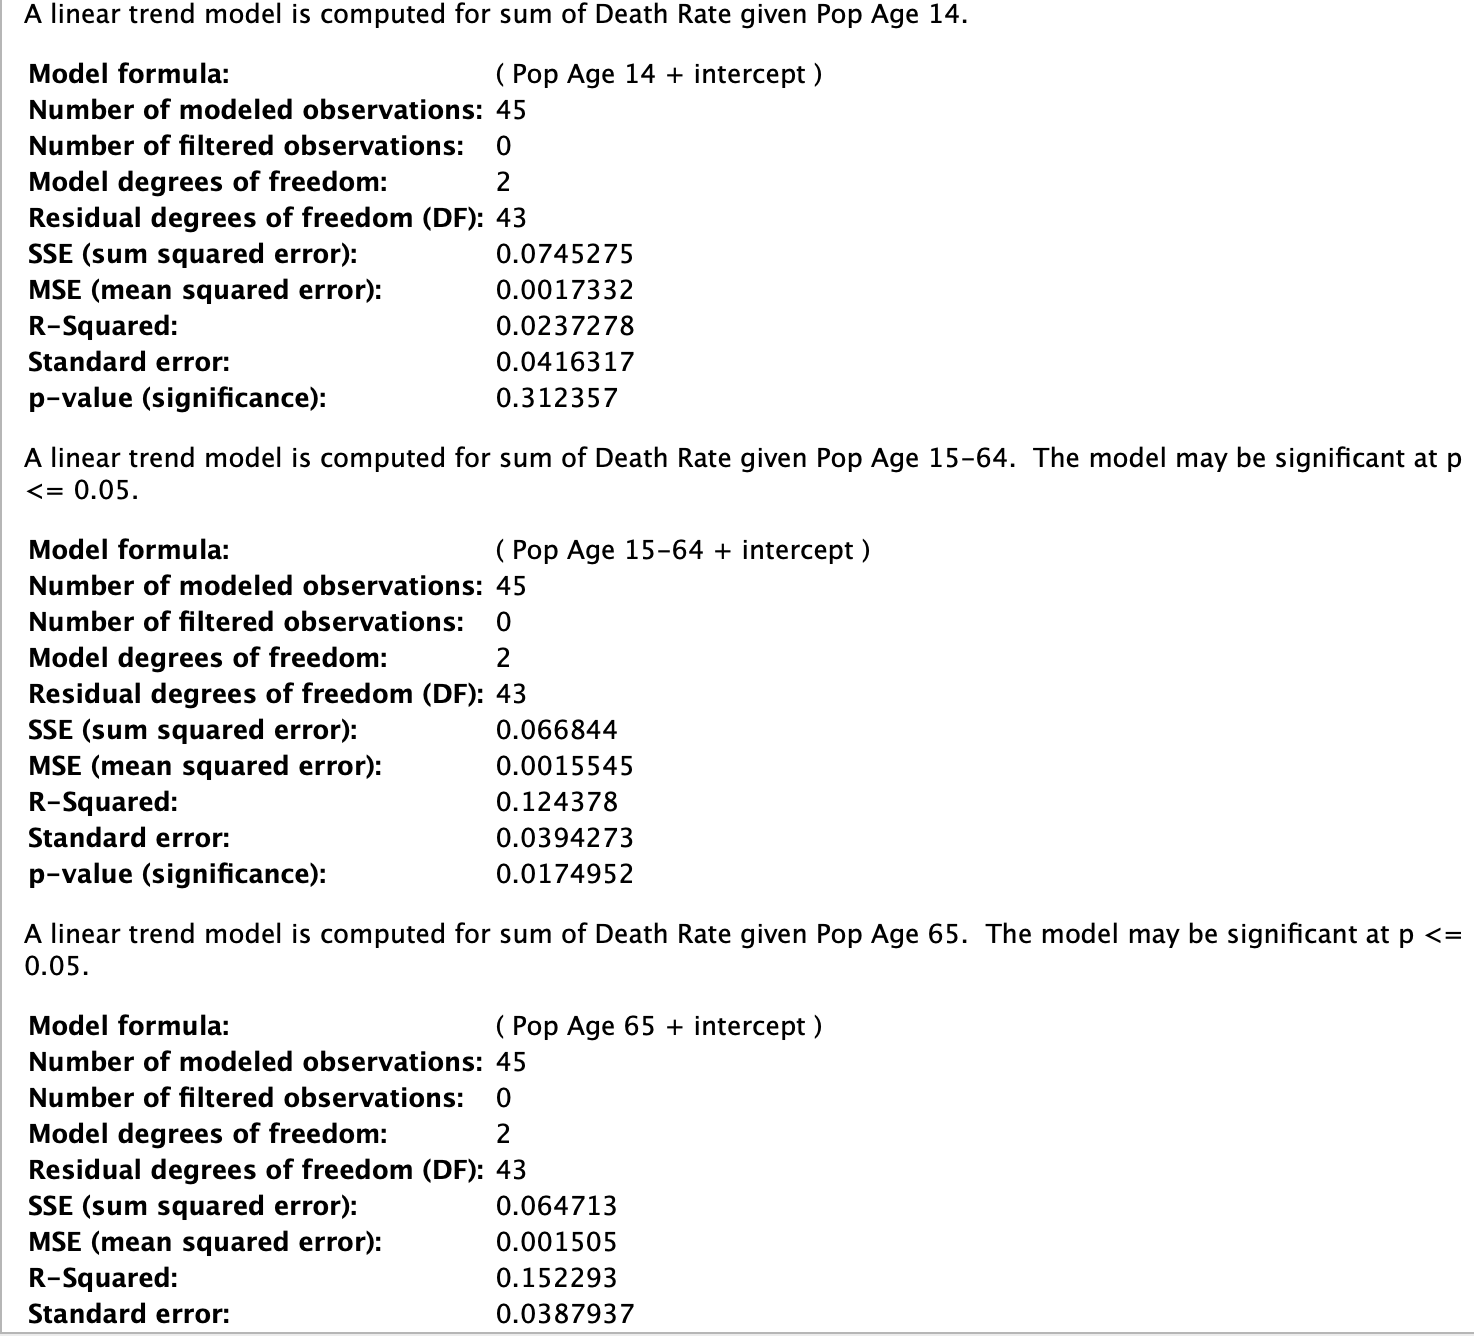 A linear trend model is computed for sum of Death Rate given Pop Age 14.
Model formula: ( Pop Age 14 + intercept )
Number of modeled observations: 45
Number of filtered observations: 0
Model degrees of freedom: 2
Residual degrees of freedom (DF): 43
SSE (sum squared error): 0.0745275
MSE (mean squared error): 0.0017332
R-Squared: 0.0237278
Standard error: 0.0416317
p-value (significance): 0.312357
A linear trend model is computed for sum of Death Rate given Pop Age 15-64.  The model may be significant at p
<= 0.05.
Model formula: ( Pop Age 15-64 + intercept )
Number of modeled observations: 45
Number of filtered observations: 0
Model degrees of freedom: 2
Residual degrees of freedom (DF): 43
SSE (sum squared error): 0.066844
MSE (mean squared error): 0.0015545
R-Squared: 0.124378
Standard error: 0.0394273
p-value (significance): 0.0174952
A linear trend model is computed for sum of Death Rate given Pop Age 65.  The model may be significant at p <=
0.05.
Model formula: ( Pop Age 65 + intercept )
Number of modeled observations: 45
Number of filtered observations: 0
Model degrees of freedom: 2
Residual degrees of freedom (DF): 43
SSE (sum squared error): 0.064713
MSE (mean squared error): 0.001505
R-Squared: 0.152293
Standard error: 0.0387937